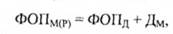 ФОП_М(Р) = ФОП_Д + Д_М,